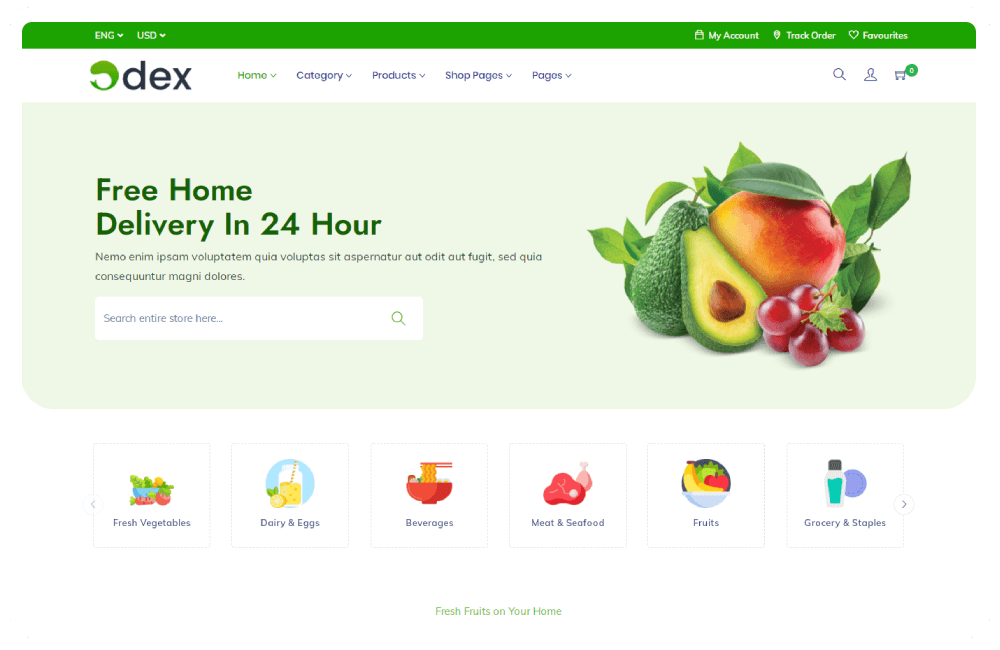 ENG USD My Account Track Order Favourites
dex Home Category Products Shop Pages Pages 0
Free Home
Delivery In 24 Hour
Nemo enim ipsam voluptatem quia voluptas sit aspernatur aut odit aut fugit, sed quia
consequuntur magni dolores.
Search entire store here...
Fresh Vegetables Dairy & Eggs Beverages Meat & Seafood Fruits Grocery & Staples
Fresh Fruits on Your Home